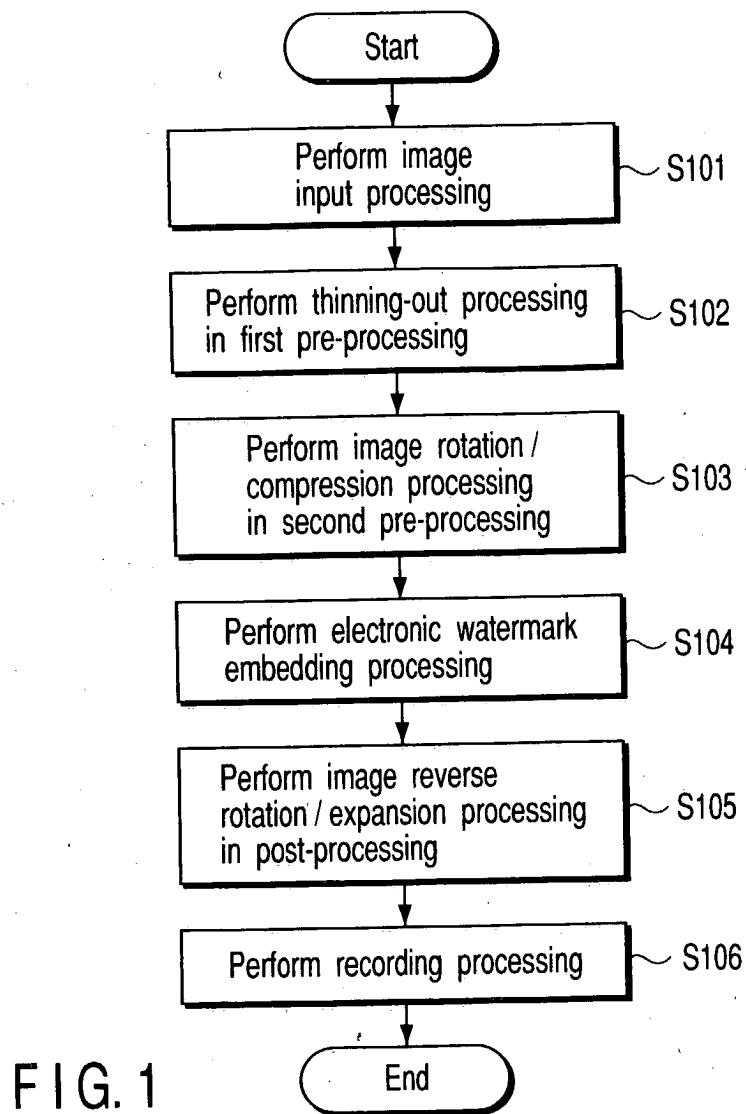 Start
Perform image
input processing
S101
Perform thinning-out processing
in first pre-processing
S102
Perform image rotation /
compression processing
in second pre-processing
S103
Perform electronic watermark
embedding processing
S104
Perform image reverse
rotation / expansion processing
in post-processing
S105
Perform recording processing
S106
End
FIG. 1